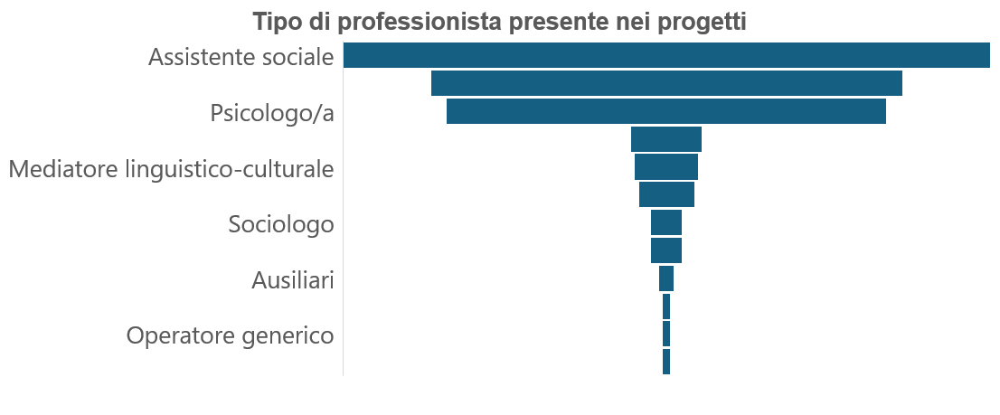 Tipo di professionista presente nei progetti
Assistente sociale
Psicologo/a
Mediatore linguistico-culturale
Sociologo
Ausiliari
Operatore generico